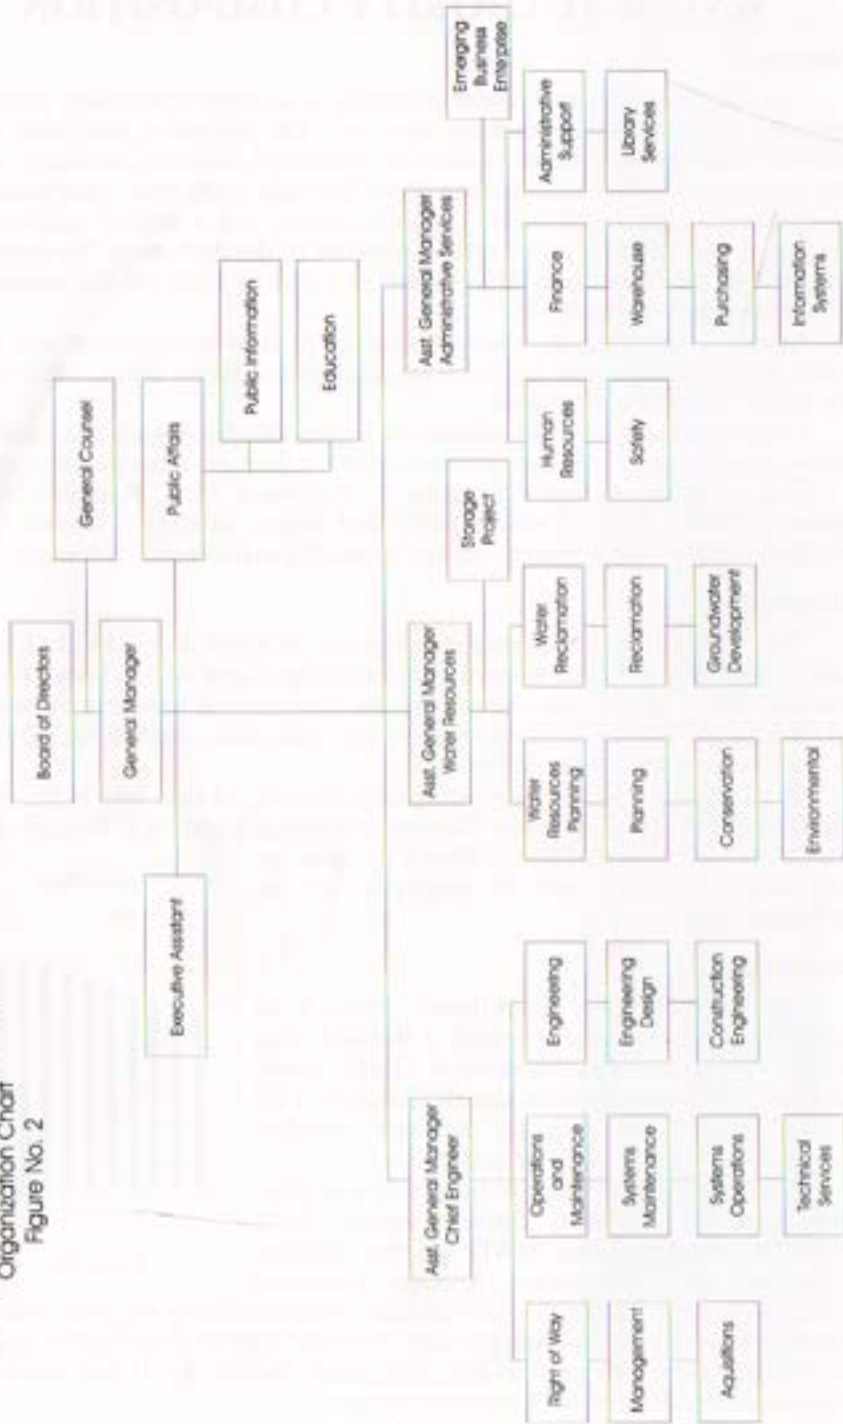 Organization Chart
Figure No. 2
Board of Directors
General Counsel
General Manager
Public Affairs
Executive Assistant
Public Information
Education
Asst. General Manager
Chief Engineer
Asst. General Manager
Water Resources
Asst. General Manager
Administrative Services
Storage
Project
Emerging
Business
Enterprise
Right of Way
Management
Aquisitions
Operations
and
Maintenance
Systems
Maintenance
Systems
Operations
Technical
Services
Engineering
Engineering
Design
Construction
Engineering
Water
Resources
Planning
Planning
Conservation
Environmental
Water
Reclamation
Reclamation
Groundwater
Development
Human
Resources
Safety
Finance
Warehouse
Purchasing
Information
Systems
Administrative
Support
Library
Services